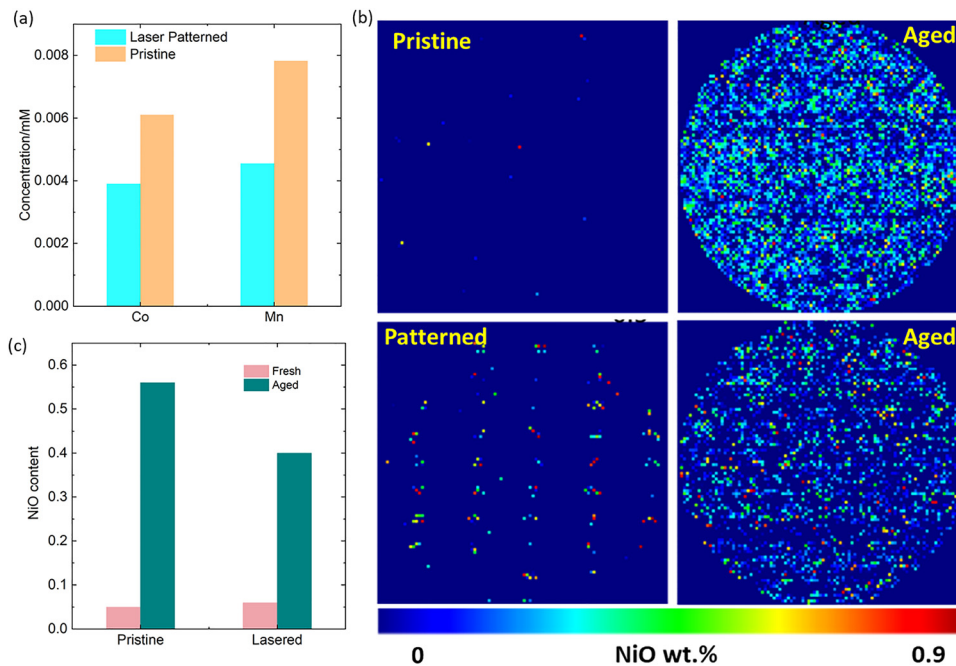 (a)
Laser Patterned
Pristine
0.008
0.006
0.004
0.002
0.000
Concentration/mM
Co
Mn
(b)
Pristine
Aged
Patterned
Aged
(c)
Fresh
Aged
0.6
0.5
0.4
0.3
0.2
0.1
0.0
NiO content
Pristine
Lasered
0
NiO wt.%
0.9